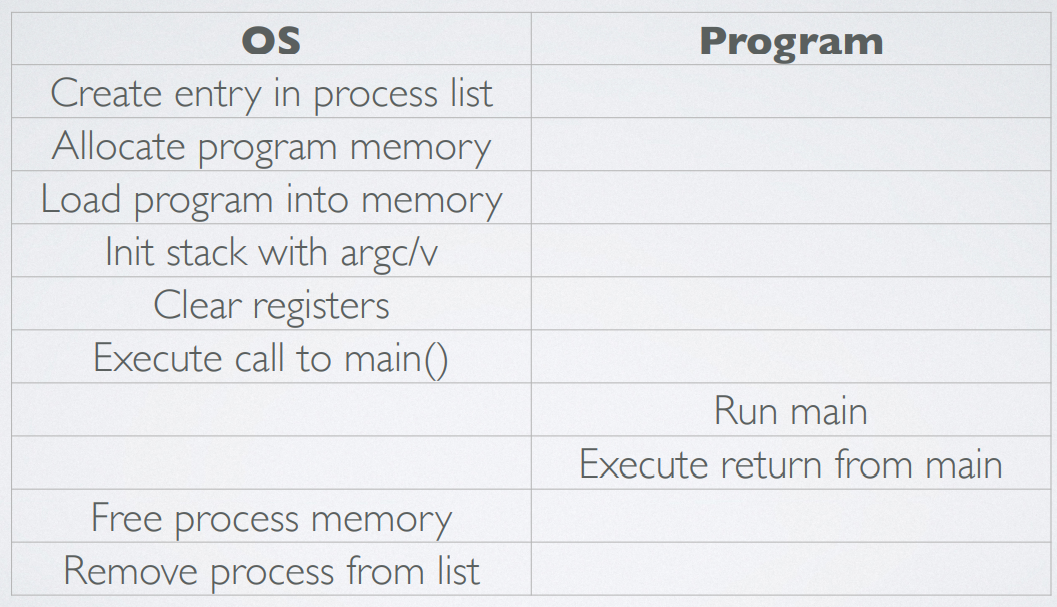 OS Program
Create entry in process list
Allocate program memory
Load program into memory
Init stack with argc/v
Clear registers
Execute call to main()
Run main
Execute return from main
Free process memory
Remove process from list